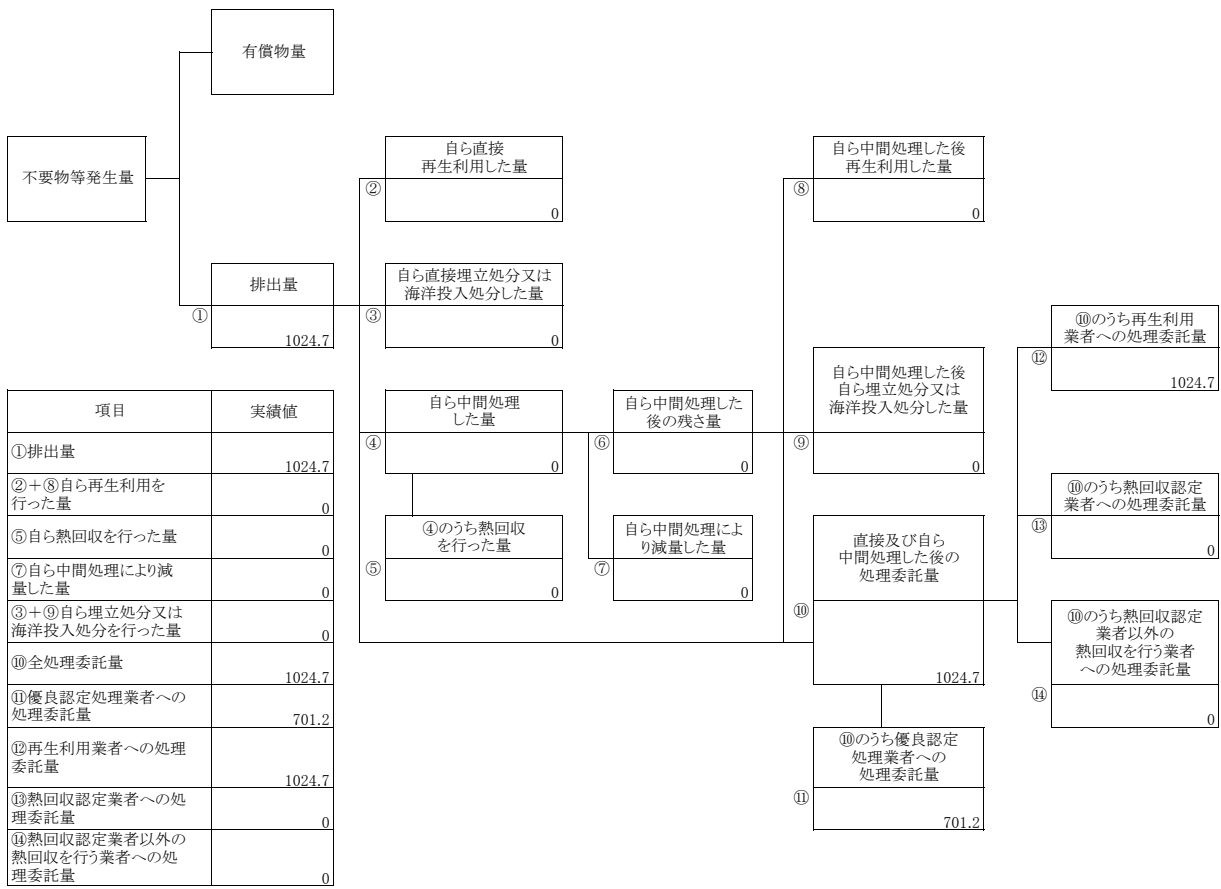 有償物量
不要物等発生量
自ら直接
再生利用した量
②
0
自ら中間処理した後
再生利用した量
⑧
0
排出量
①
1024.7
自ら直接埋立処分又は
海洋投入処分した量
③
0
⑩のうち再生利用
業者への処理委託量
⑫
1024.7
自ら中間処理
した量
④
0
自ら中間処理した
後の残さ量
⑥
0
自ら中間処理した後
自ら埋立処分又は
海洋投入処分した量
⑨
0
⑩のうち熱回収認定
業者への処理委託量
⑬
0
④のうち熱回収
を行った量
⑤
0
自ら中間処理によ
り減量した量
⑦
0
直接及び自ら
中間処理した後の
処理委託量
⑩
1024.7
⑩のうち熱回収認定
業者以外の
熱回収を行う業者
への処理委託量
⑭
0
⑩のうち優良認定
処理業者への
処理委託量
⑪
701.2
項目
実績値
①排出量
1024.7
②+⑧自ら再生利用を
行った量
0
⑤自ら熱回収を行った量
0
⑦自ら中間処理により減
量した量
0
③+⑨自ら埋立処分又は
海洋投入処分を行った量
0
⑩全処理委託量
1024.7
⑪優良認定処理業者への
処理委託量
701.2
⑫再生利用業者への処理
委託量
1024.7
⑬熱回収認定業者への処
理委託量
0
⑭熱回収認定業者以外の
熱回収を行う業者への処
理委託量
0